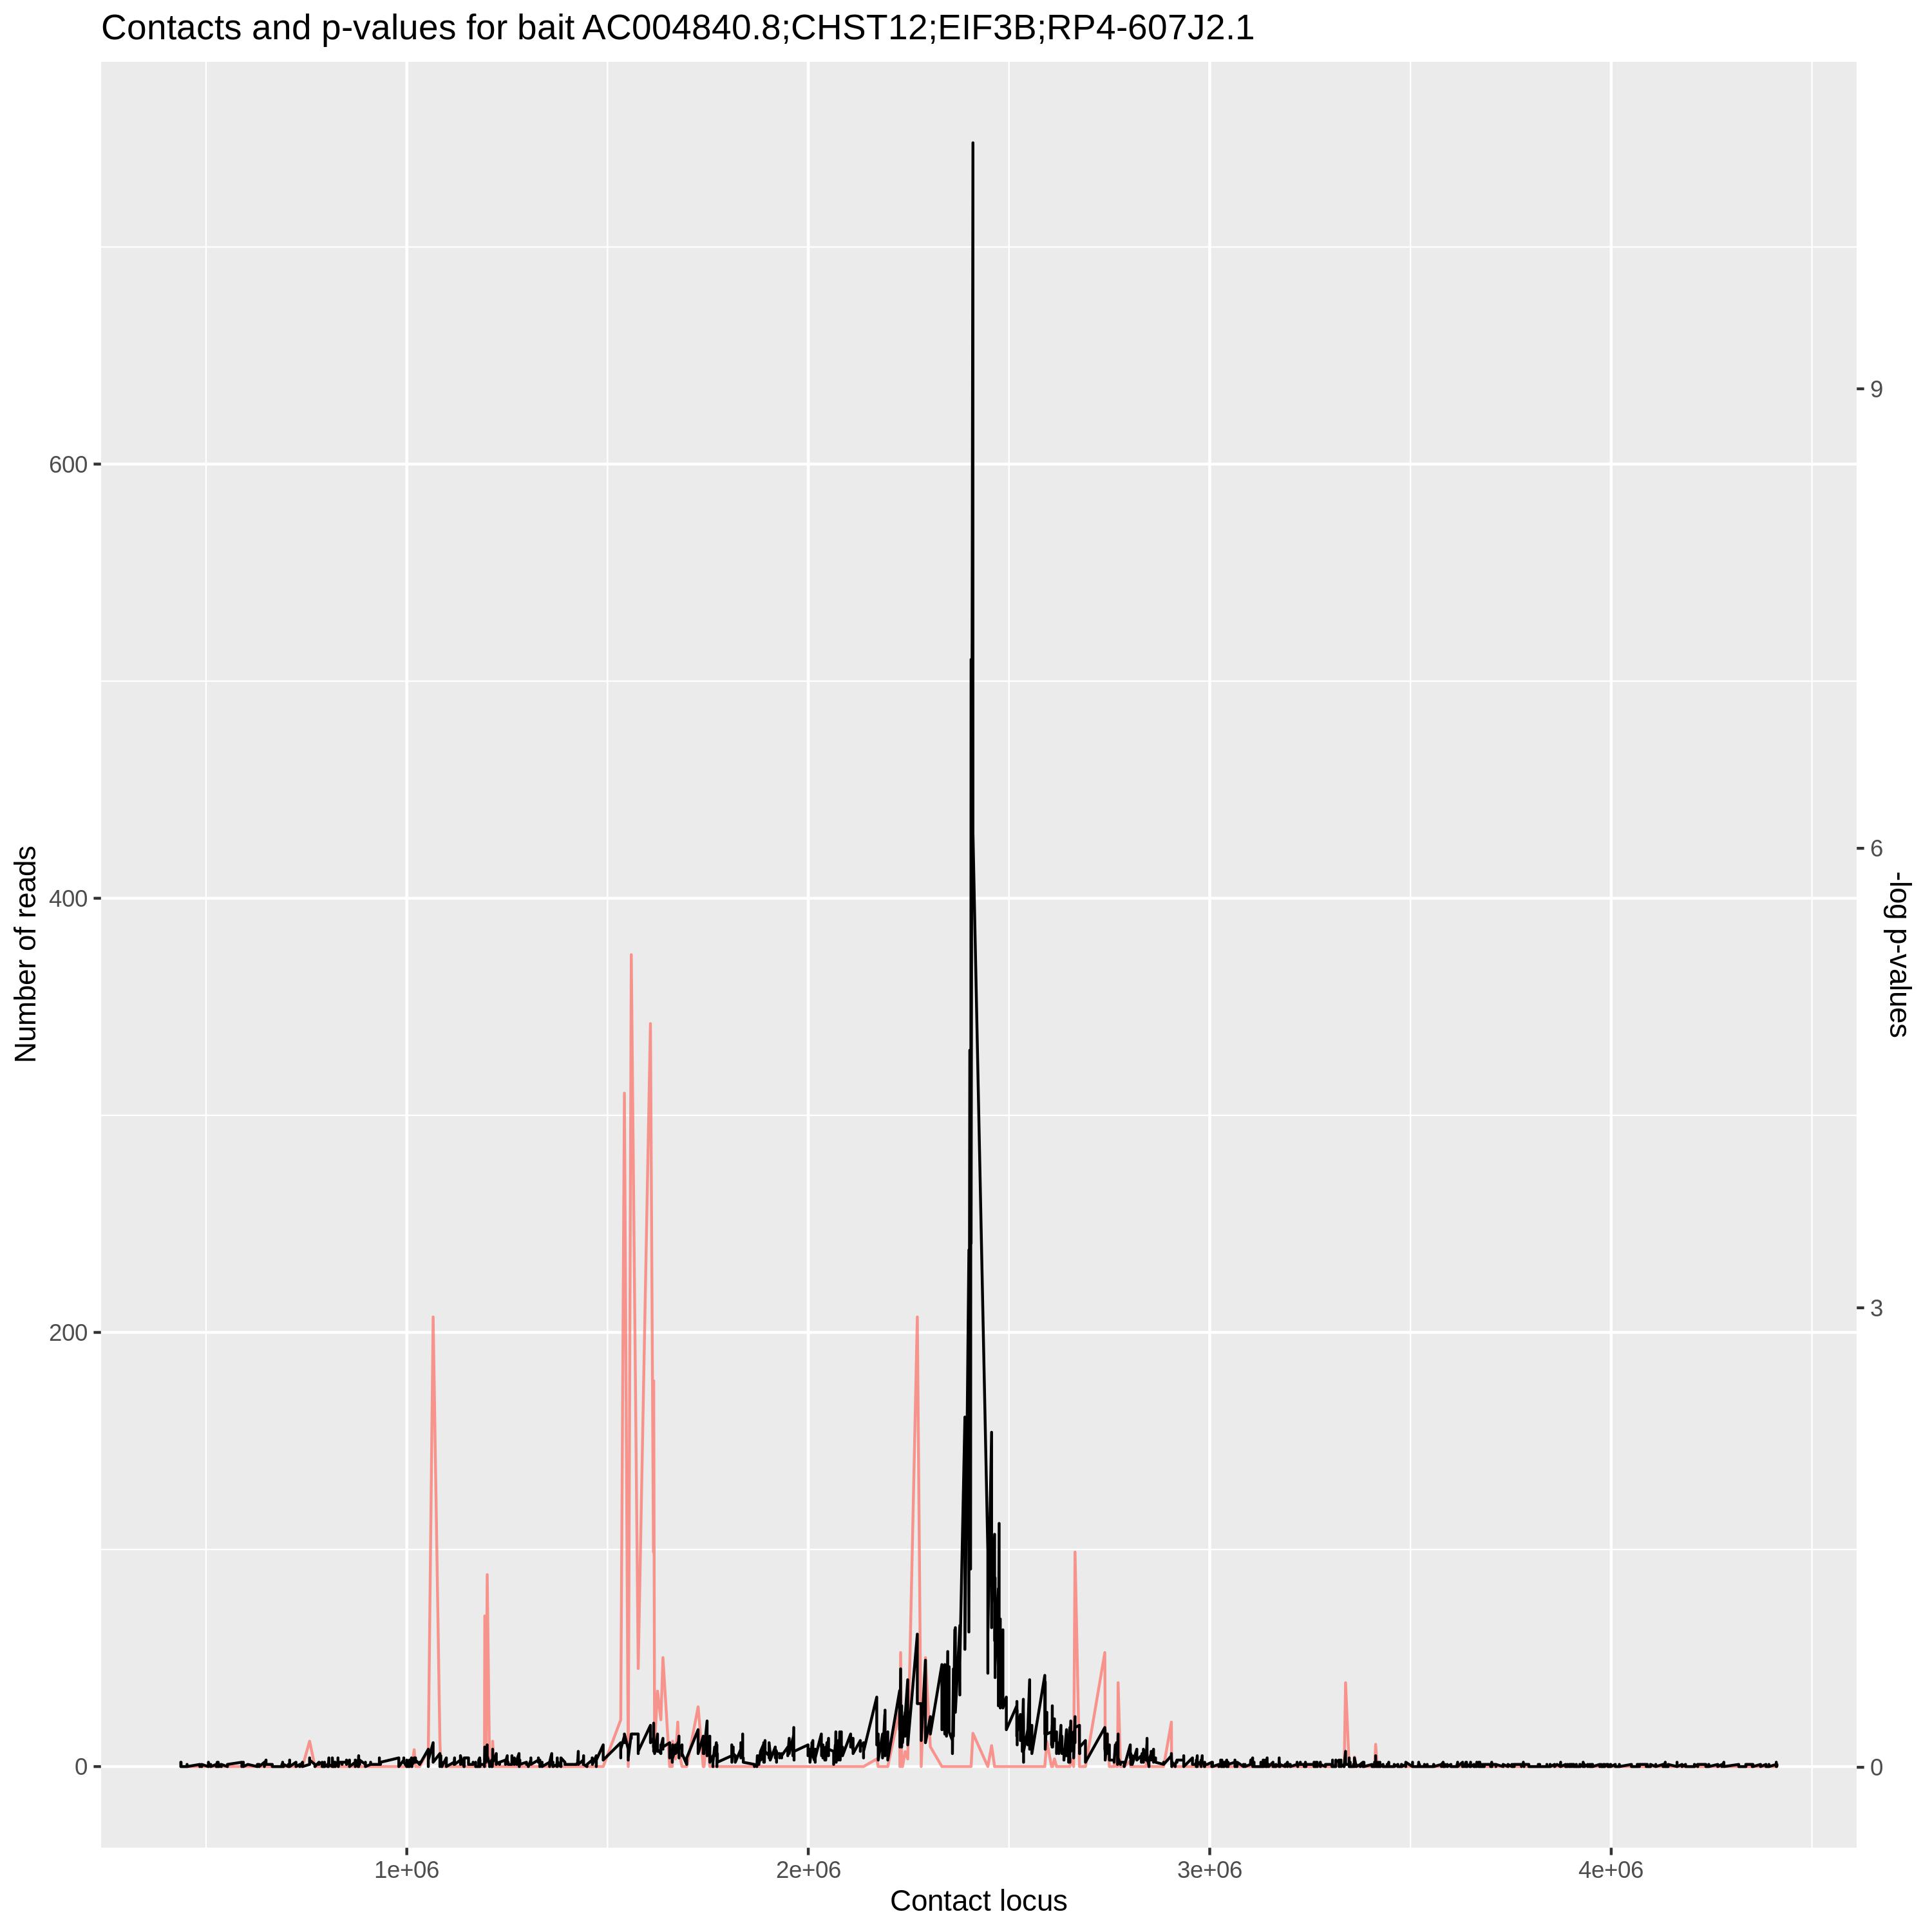 Contacts and p-values for bait AC004840.8;CHST12;EIF3B;RP4-607J2.1
9
600
6
400
Number of reads
-log p-values
3
200
0
0
1e+06 2e+06 3e+06 4e+06
Contact locus